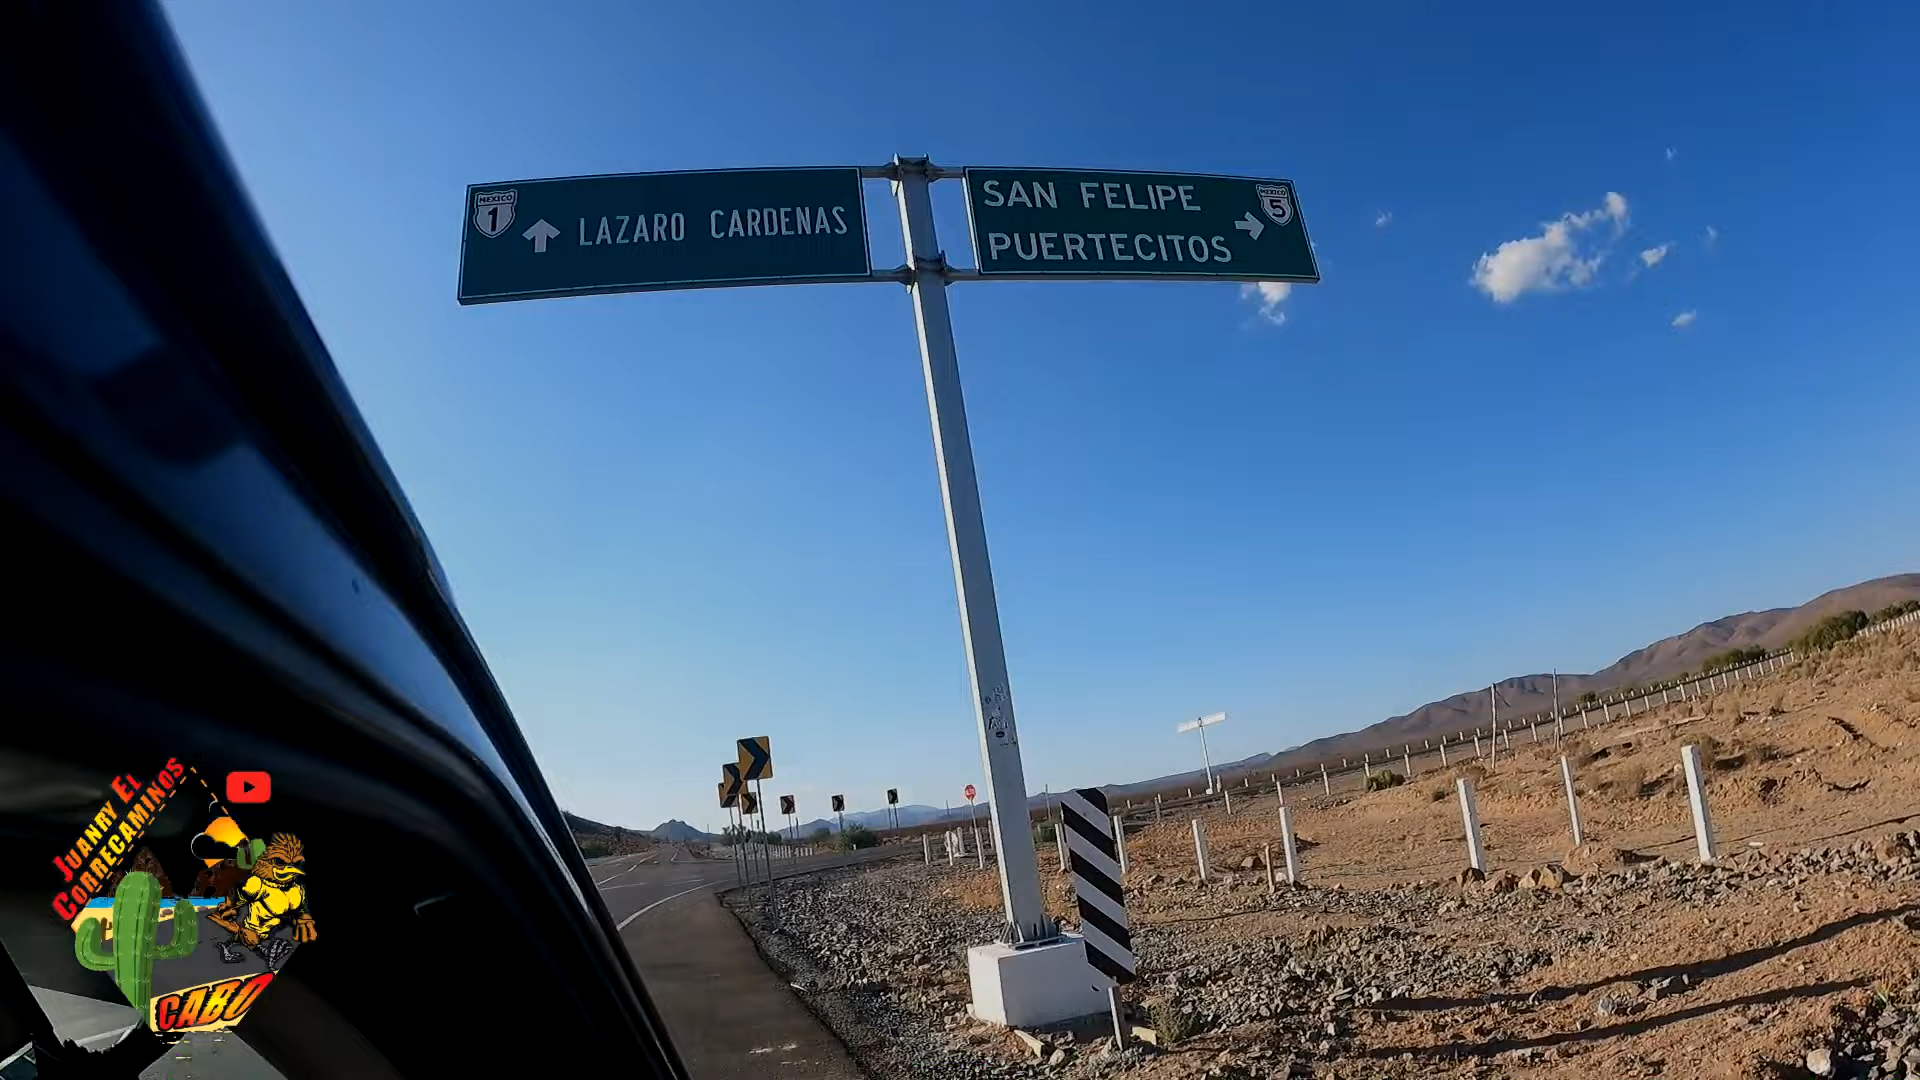 MEXICO
1
LAZARO CARDENAS
SAN FELIPE
PUERTECITOS
MEXICO
5
JUANRY EL
CORRECAMINOS
CABO